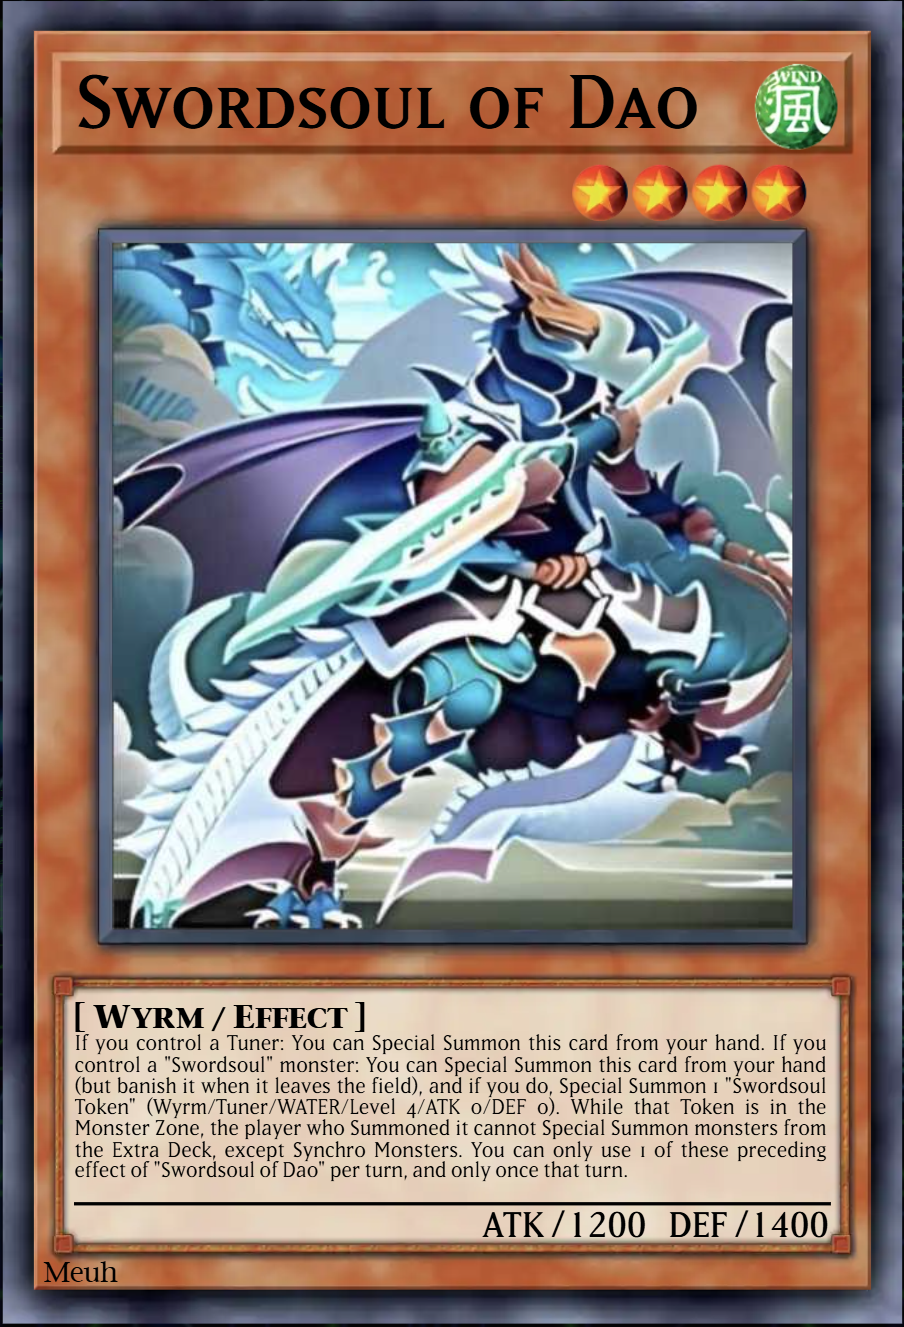 Swordsoul of Dao
WIND
風
[ Wyrm / Effect ]
If you control a Tuner: You can Special Summon this card from your hand. If you
control a "Swordsoul" monster: You can Special Summon this card from your hand
(but banish it when it leaves the field), and if you do, Special Summon 1 "Swordsoul
Token" (Wyrm/Tuner/WATER/Level 4/ATK 0/DEF 0). While that Token is in the
Monster Zone, the player who Summoned it cannot Special Summon monsters from
the Extra Deck, except Synchro Monsters. You can only use 1 of these preceding
effect of "Swordsoul of Dao" per turn, and only once that turn.
ATK/1200 DEF/1400
Meuh